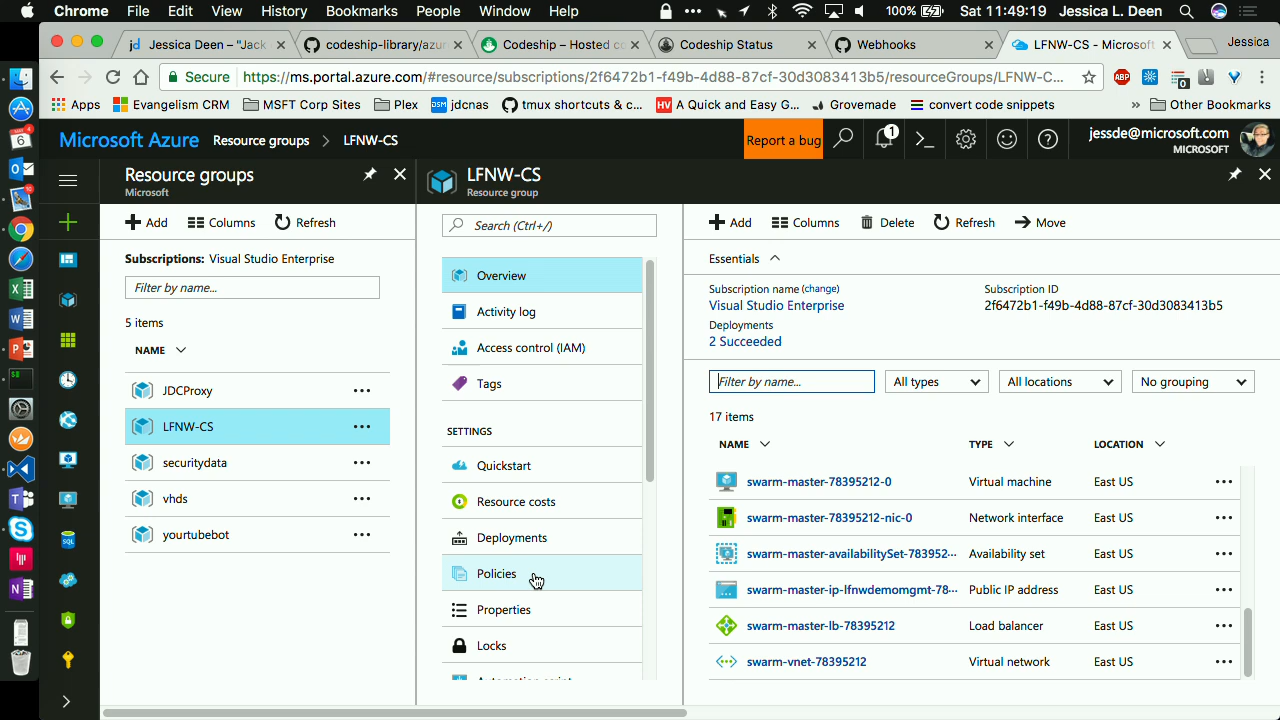 Chrome File Edit View History Bookmarks People Window Help 100% Sat 11:49:19 Jessica L. Deen
Jessica Deen – "Jack codeship-library/azur Codeship – Hosted c Codeship Status Webhooks LFNW-CS - Microsoft Jessica
Secure https://ms.portal.azure.com/#resource/subscriptions/2f6472b1-f49b-4d88-87cf-30d3083413b5/resourceGroups/LFNW-C...
Apps Evangelism CRM MSFT Corp Sites Plex jdonas tmux shortcuts & c... A Quick and Easy G... Grovemade convert code snippets » Other Bookmarks
Microsoft Azure Resource groups > LFNW-CS Report a bug 1 jessde@microsoft.com
MICROSOFT
Resource groups
Microsoft
LFNW-CS
Resource group
Add Columns Refresh
Subscriptions: Visual Studio Enterprise
Filter by name...
5 items
NAME
JDCProxy
LFNW-CS
securitydata
vhds
yourtubebot
Search (Ctrl+/)
Overview
Activity log
Access control (IAM)
Tags
SETTINGS
Quickstart
Resource costs
Deployments
Policies
Properties
Locks
Add Columns Delete Refresh Move
Essentials
Subscription name (change)
Visual Studio Enterprise
Deployments
2 Succeeded
Subscription ID
2f6472b1-f49b-4d88-87cf-30d3083413b5
Filter by name... All types All locations No grouping
17 items
NAME TYPE LOCATION
swarm-master-78395212-0 Virtual machine East US
swarm-master-78395212-nic-0 Network interface East US
swarm-master-availabilitySet-783952... Availability set East US
swarm-master-ip-lfnwdemomgmt-78... Public IP address East US
swarm-master-lb-78395212 Load balancer East US
swarm-vnet-78395212 Virtual network East US